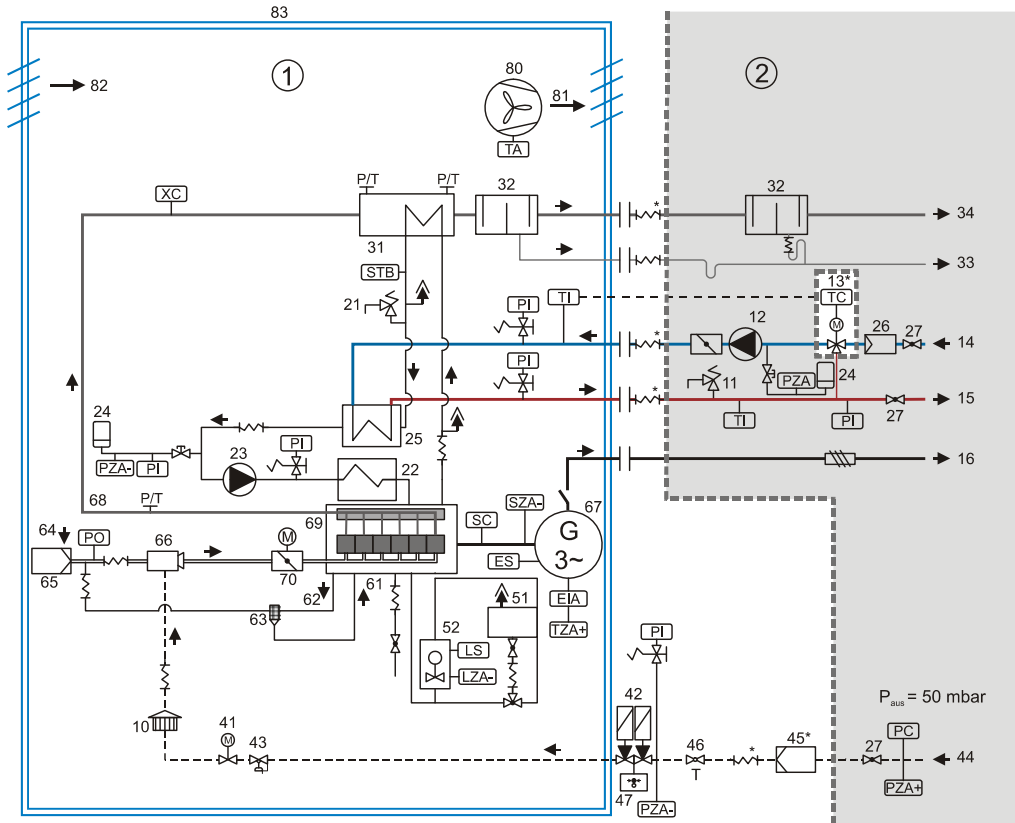 83
1
2
80
82
81
TA
P/T
P/T
32
32
XC
*
34
31
33
STB
13*
21
TC
PI
TI
12
M
26
27
*
14
PI
PZA
24
11
*
15
24
25
TI
PI
27
PI
23
22
PZA-
PI
16
68
P/T
SZA-
67
64
69
SC
G
3~
PO
66
M
ES
65
70
61
62
51
EIA
63
52
TZA+
LS
PI
LZA-
42
Paus = 50 mbar
10
41
43
46
45*
27
PC
M
*
44
T
47
PZA-
PZA+